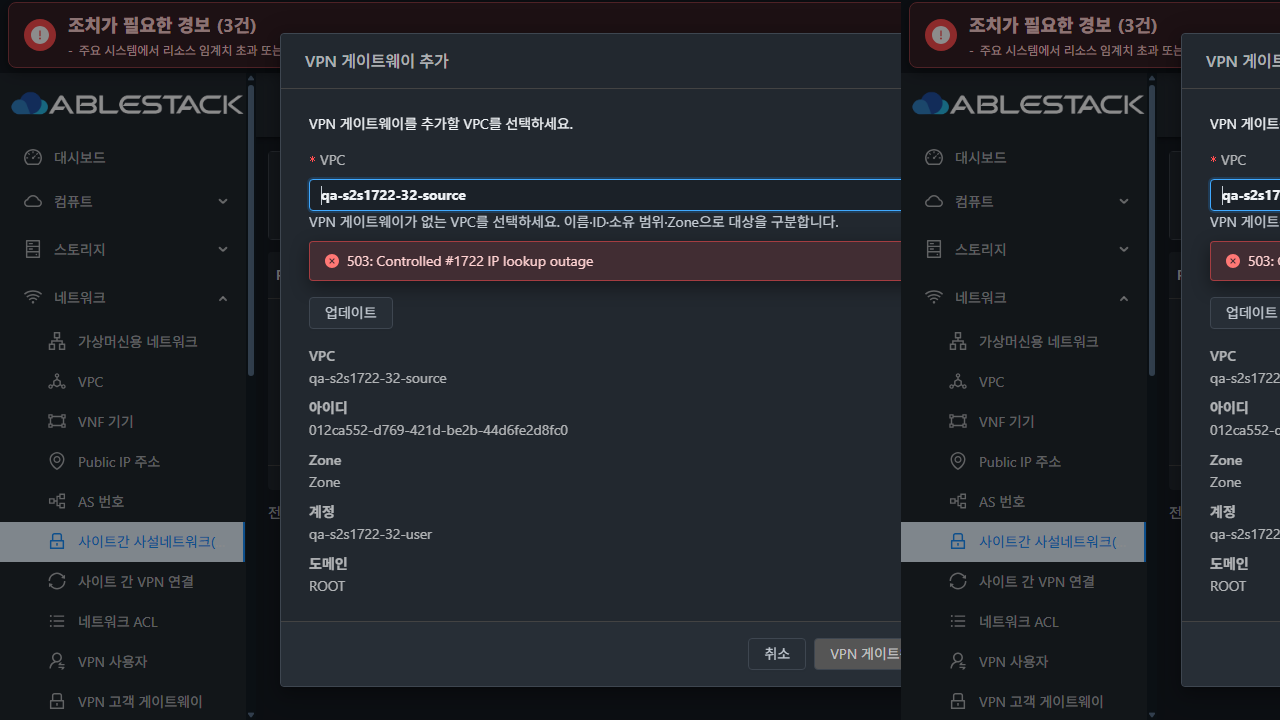 조치가 필요한 경보 (3건)
- 주요 시스템에서 리소스 임계치 초과 또는
ABLESTACK
대시보드
컴퓨트
스토리지
네트워크
가상머신용 네트워크
VPC
VNF 기기
Public IP 주소
AS 번호
사이트간 사설네트워크(
사이트 간 VPN 연결
네트워크 ACL
VPN 사용자
VPN 고객 게이트웨이
VPN 게이트웨이 추가
VPN 게이트웨이를 추가할 VPC를 선택하세요.
* VPC
qa-s2s1722-32-source
VPN 게이트웨이가 없는 VPC를 선택하세요. 이름·ID·소유 범위·Zone으로 대상을 구분합니다.
503: Controlled #1722 IP lookup outage
업데이트
VPC
qa-s2s1722-32-source
아이디
012ca552-d769-421d-be2b-44d6fe2d8fc0
Zone
Zone
계정
qa-s2s1722-32-user
도메인
ROOT
취소
VPN 게이트
조치가 필요한 경보 (3건)
- 주요 시스템에서 리소스 임계치 초과 또는
ABLESTACK
대시보드
컴퓨트
스토리지
네트워크
가상머신용 네트워크
VPC
VNF 기기
Public IP 주소
AS 번호
사이트간 사설네트워크(
사이트 간 VPN 연결
네트워크 ACL
VPN 사용자
VPN 고객 게이트웨이
VPN 게이트
VPN 게이트
* VPC
qa-s2s17
VPN 게이트
503:
업데이트
VPC
qa-s2s1722
아이디
012ca552-d
Zone
Zone
계정
qa-s2s1722
도메인
ROOT